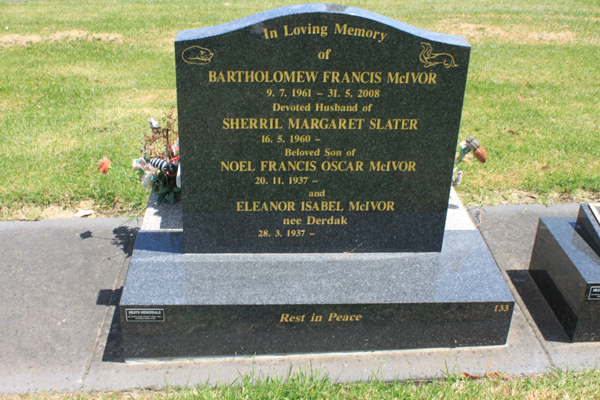 In Loving Memory
of
BARTHOLOMEW FRANCIS McIVOR
9. 7. 1961 – 31. 5. 2008
Devoted Husband of
SHERRIL MARGARET SLATER
16. 5. 1960 –
Beloved Son of
NOEL FRANCIS OSCAR McIVOR
20. 11. 1937 –
and
ELEANOR ISABEL McIVOR
nee Derdak
28. 3. 1937 –
Rest in Peace
133
HEATH MEMORIALS